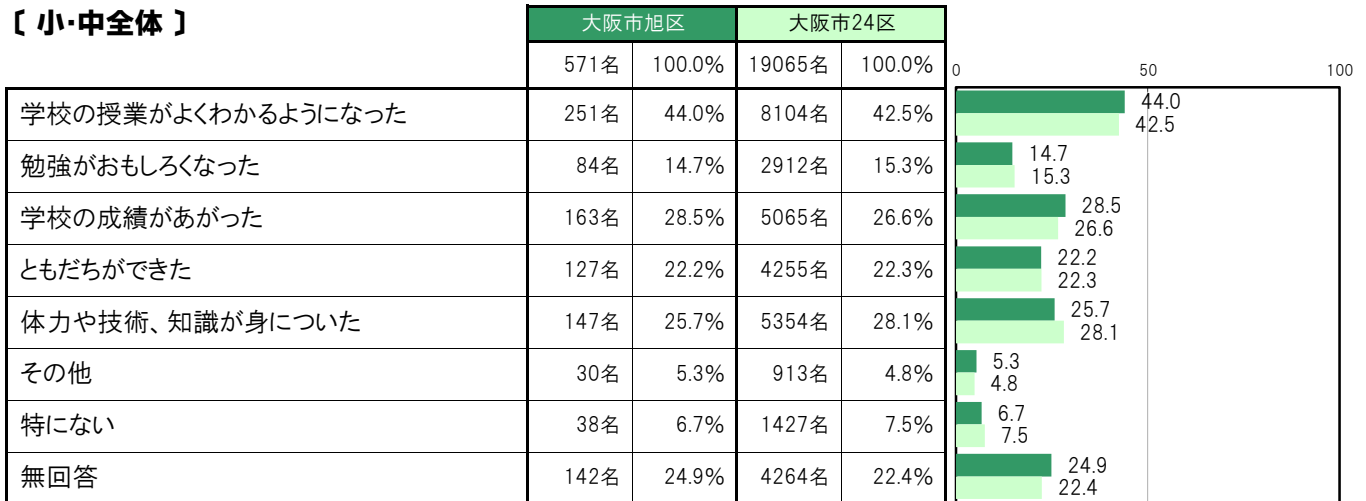 〔 小・中全体 〕
大阪市旭区 大阪市24区
571名 100.0% 19065名 100.0%
0 50 100
学校の授業がよくわかるようになった 251名 44.0% 8104名 42.5% 44.0
42.5
勉強がおもしろくなった 84名 14.7% 2912名 15.3% 14.7
15.3
学校の成績があがった 163名 28.5% 5065名 26.6% 28.5
26.6
ともだちができた 127名 22.2% 4255名 22.3% 22.2
22.3
体力や技術、知識が身についた 147名 25.7% 5354名 28.1% 25.7
28.1
その他 30名 5.3% 913名 4.8% 5.3
4.8
特にない 38名 6.7% 1427名 7.5% 6.7
7.5
無回答 142名 24.9% 4264名 22.4% 24.9
22.4